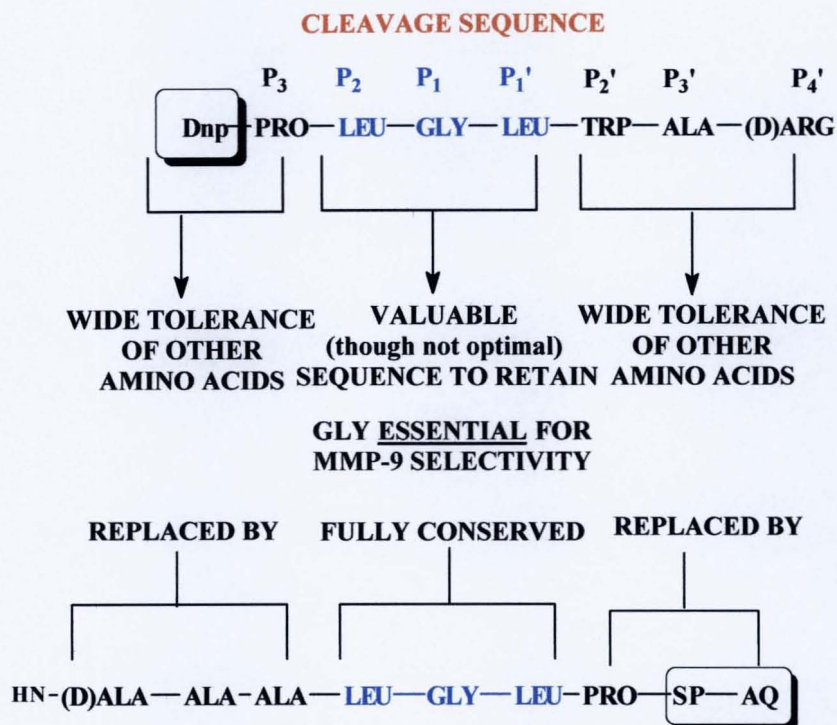 CLEAVAGE SEQUENCE
P3 P2 P1 P1' P2' P3' P4'
Dnp-PRO-LEU-GLY-LEU-TRP-ALA-(D)ARG
WIDE TOLERANCE
OF OTHER
AMINO ACIDS
VALUABLE
(though not optimal)
SEQUENCE TO RETAIN
WIDE TOLERANCE
OF OTHER
AMINO ACIDS
GLY ESSENTIAL FOR
MMP-9 SELECTIVITY
REPLACED BY FULLY CONSERVED REPLACED BY
HN-(D)ALA-ALA-ALA-LEU-GLY-LEU-PRO-SP-AQ